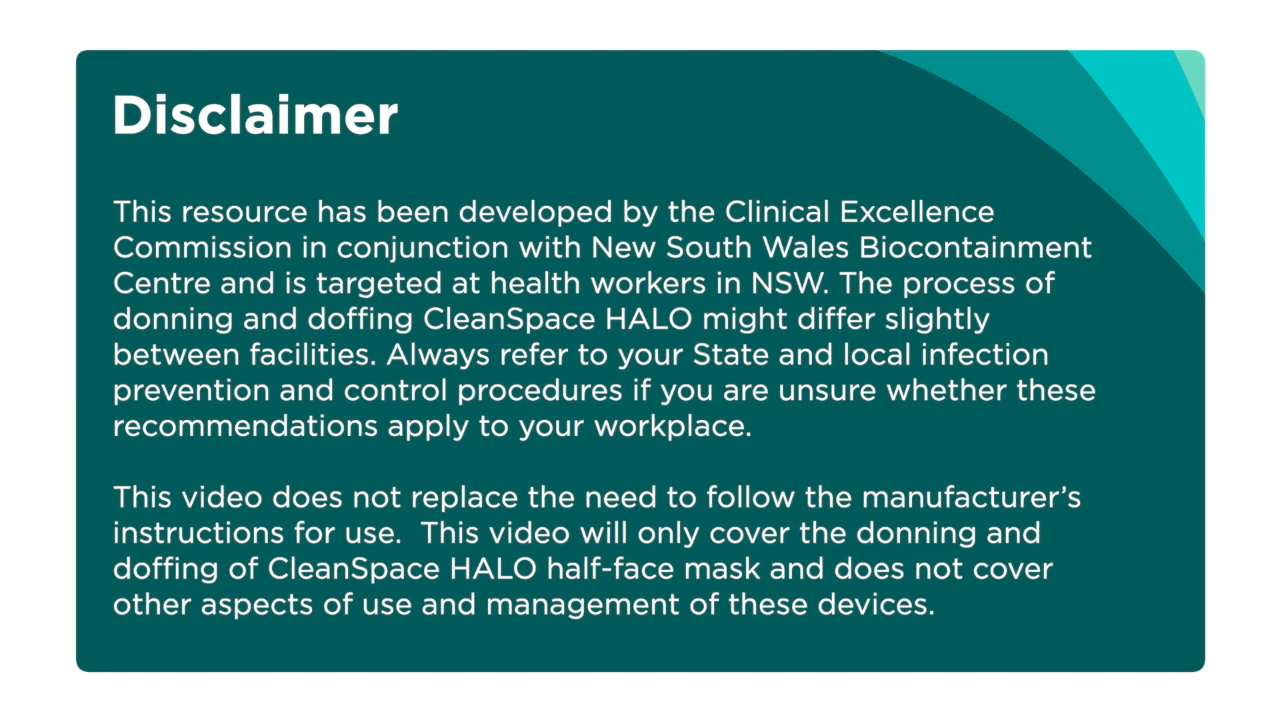 Disclaimer
This resource has been developed by the Clinical Excellence
Commission in conjunction with New South Wales Biocontainment
Centre and is targeted at health workers in NSW. The process of
donning and doffing CleanSpace HALO might differ slightly
between facilities. Always refer to your State and local infection
prevention and control procedures if you are unsure whether these
recommendations apply to your workplace.
This video does not replace the need to follow the manufacturer’s
instructions for use.  This video will only cover the donning and
doffing of CleanSpace HALO half-face mask and does not cover
other aspects of use and management of these devices.